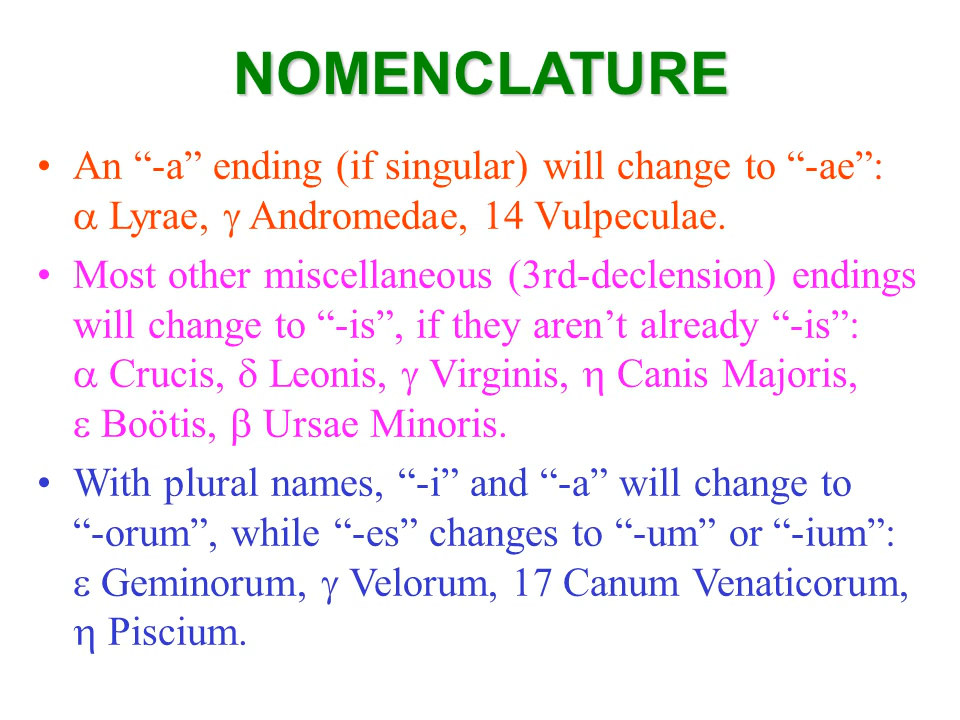 NOMENCLATURE
• An “-a” ending (if singular) will change to “-ae”:
α Lyrae, γ Andromedae, 14 Vulpeculae.
• Most other miscellaneous (3rd-declension) endings
will change to “-is”, if they aren’t already “-is”:
α Crucis, δ Leonis, γ Virginis, η Canis Majoris,
ε Boötis, β Ursae Minoris.
• With plural names, “-i” and “-a” will change to
“-orum”, while “-es” changes to “-um” or “-ium”:
ε Geminorum, γ Velorum, 17 Canum Venaticorum,
η Piscium.